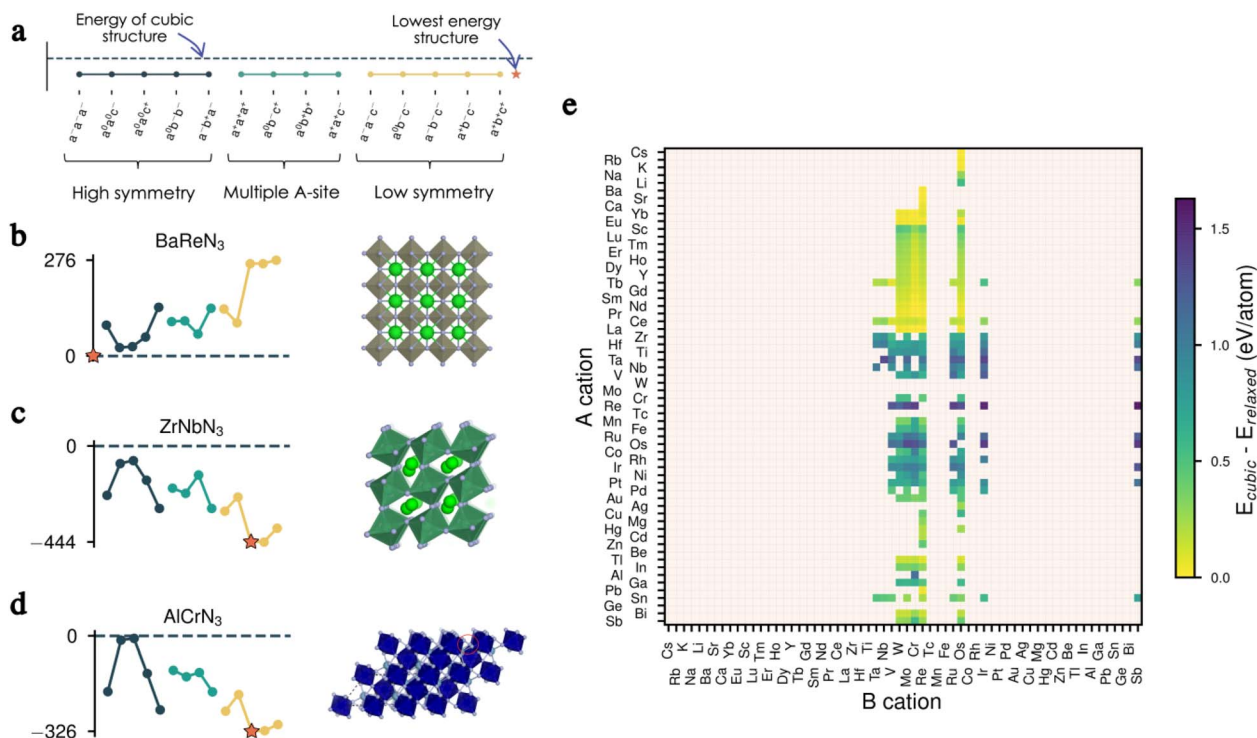 a
Energy of cubic
structure
Lowest energy
structure
a⁻a⁻a⁻
a⁰a⁰c⁻
a⁰a⁰c⁺
a⁰b⁻b⁻
a⁻b⁺a⁻
a⁺a⁺a⁺
a⁰b⁻c⁺
a⁰b⁺b⁺
a⁺a⁺c⁻
a⁻a⁻c⁻
a⁰b⁻c⁻
a⁻b⁻c⁻
a⁺b⁻c⁻
a⁺b⁺c⁺
High symmetry
Multiple A-site
Low symmetry
b
BaReN₃
276
0
c
ZrNbN₃
0
−444
d
AlCrN₃
0
−326
e
A cation
Cs
Rb
K
Na
Li
Ba
Sr
Ca
Yb
Eu
Sc
Lu
Tm
Er
Ho
Dy
Y
Tb
Gd
Sm
Nd
Pr
Ce
La
Zr
Hf
Ti
Ta
Nb
V
W
Mo
Cr
Re
Tc
Mn
Fe
Ru
Os
Co
Rh
Ir
Ni
Pt
Pd
Au
Ag
Cu
Mg
Hg
Cd
Zn
Be
Tl
In
Al
Ga
Pb
Sn
Ge
Bi
Sb
Cs K Li Sr Yb Sc Tm Ho Y Gd Nd Ce Zr Ti Nb W Cr Tc Fe Os Rh Ni Pd Ag Mg Cd Be In Ga Sn Bi
Rb Na Ba Ca Eu Lu Er Dy Tb Sm Pr La Hf Ta V Mo Re Mn Ru Co Ir Pt Au Cu Hg Zn Tl Al Pb Ge Sb
B cation
1.5
1.0
0.5
0.0
E_cubic - E_relaxed (eV/atom)